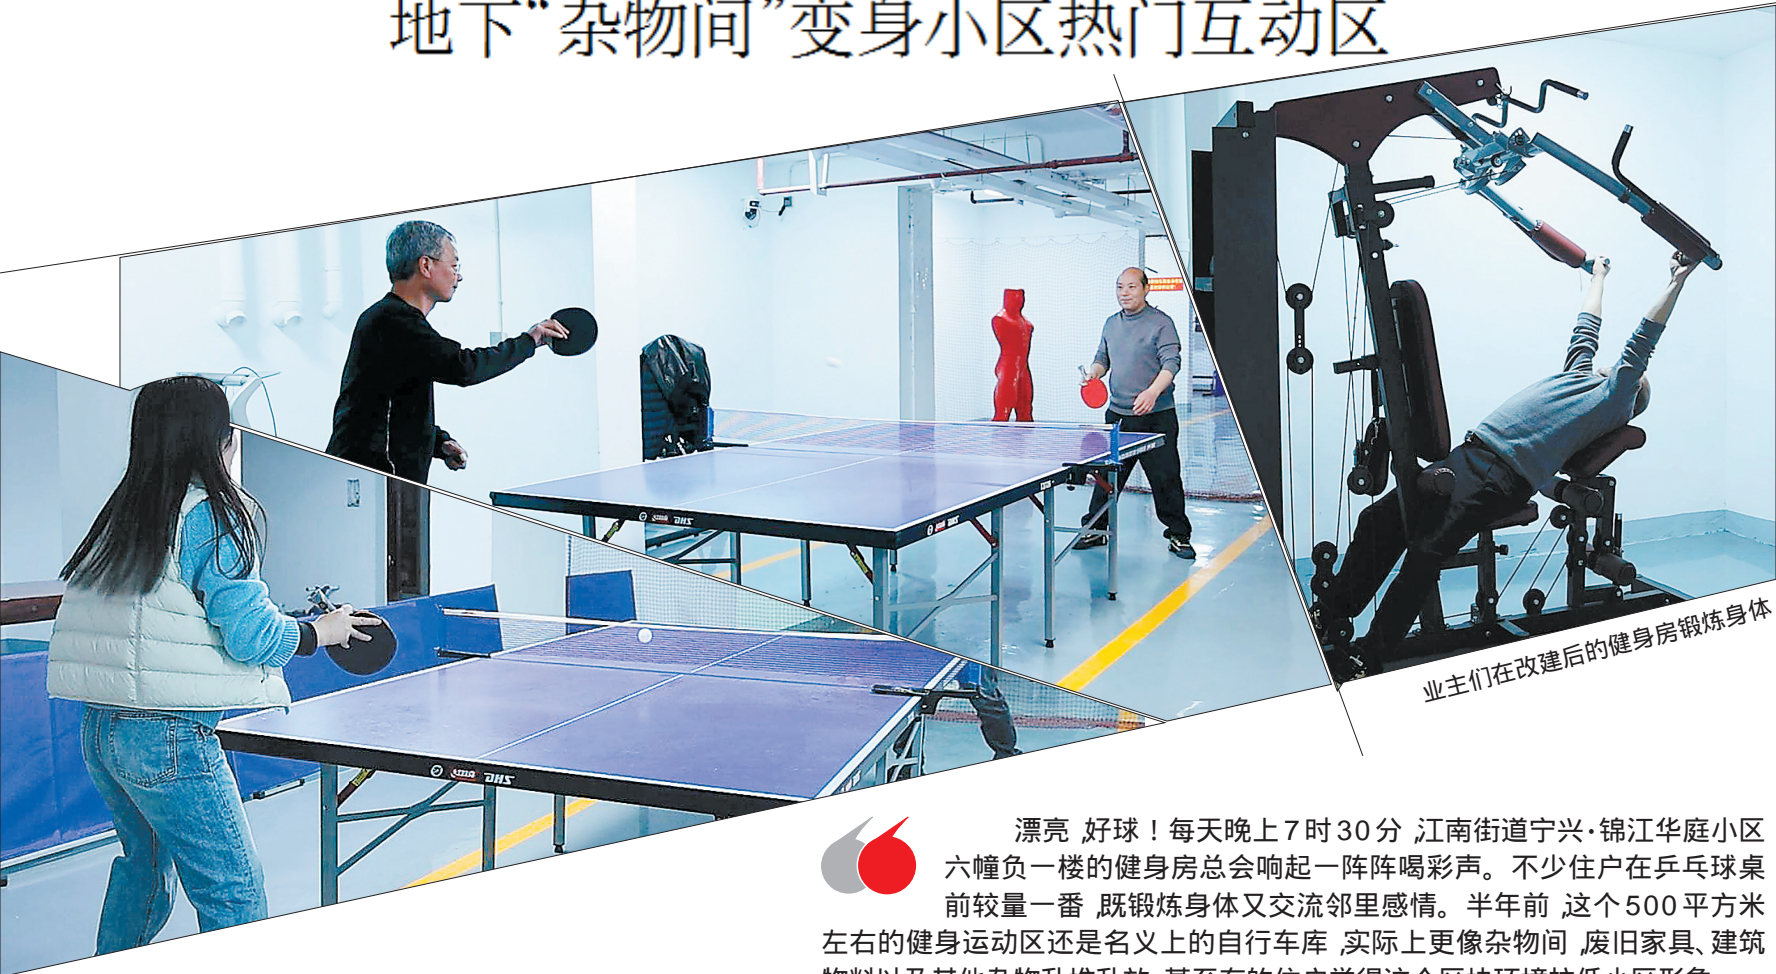 地下“杂物间”变身小区热门互动区
DHS
DHS
DHS
业主们在改建后的健身房锻炼身体
漂亮,好球!每天晚上7时30分,江南街道宁兴·锦江华庭小区
六幢负一楼的健身房总会响起一阵阵喝彩声。不少住户在乒乓球桌
前较量一番,既锻炼身体又交流邻里感情。半年前,这个500平方米
左右的健身运动区还是名义上的自行车库,实际上更像杂物间,废旧家具、建筑